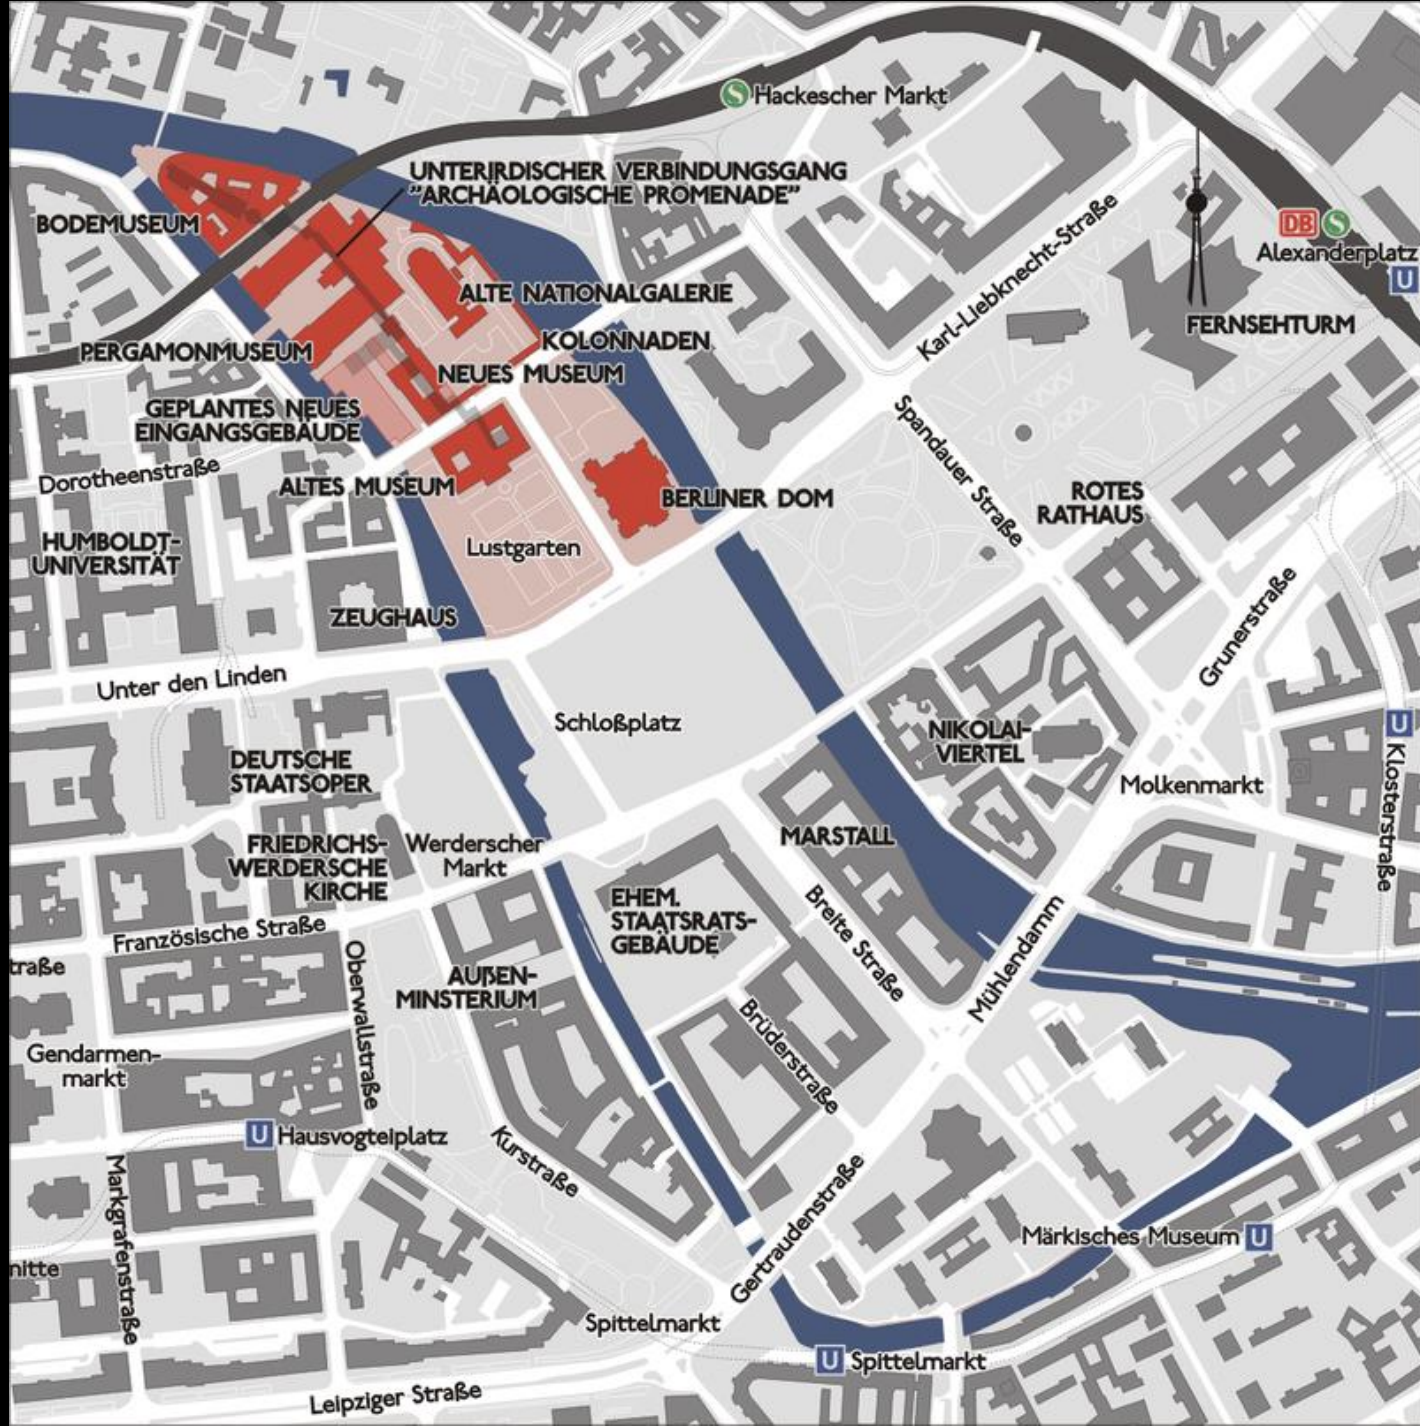 S Hackescher Markt
UNTERIRDISCHER VERBINDUNGSGANG
"ARCHÄOLOGISCHE PROMENADE"
BODEMUSEUM
Karl-Liebknecht-Straße
DB S
Alexanderplatz
U
ALTE NATIONALGALERIE
FERNSEHTURM
KOLONNADEN
PERGAMONMUSEUM
NEUES MUSEUM
GEPLANTES NEUES
EINGANGSGEBÄUDE
Spandauer Straße
Dorotheenstraße
ALTES MUSEUM
BERLINER DOM
ROTES
RATHAUS
HUMBOLDT-
UNIVERSITÄT
Lustgarten
ZEUGHAUS
Grunerstraße
Unter den Linden
Schloßplatz
NIKOLAI-
VIERTEL
U
Klosterstraße
DEUTSCHE
STAATSOPER
Molkenmarkt
MARSTALL
FRIEDRICHS-
WERDERSCHE
KIRCHE
Werderscher
Markt
EHEM.
STAATSRATS-
GEBÄUDE
Breite Straße
Mühlendamm
Französische Straße
traße
Oberwallstraße
AUßEN-
MINSTERIUM
Brüderstraße
Gendarmen-
markt
U Hausvogteiplatz
Kurstraße
Markgrafenstraße
Gertraudenstraße
Märkisches Museum U
nitte
Spittelmarkt
U Spittelmarkt
Leipziger Straße